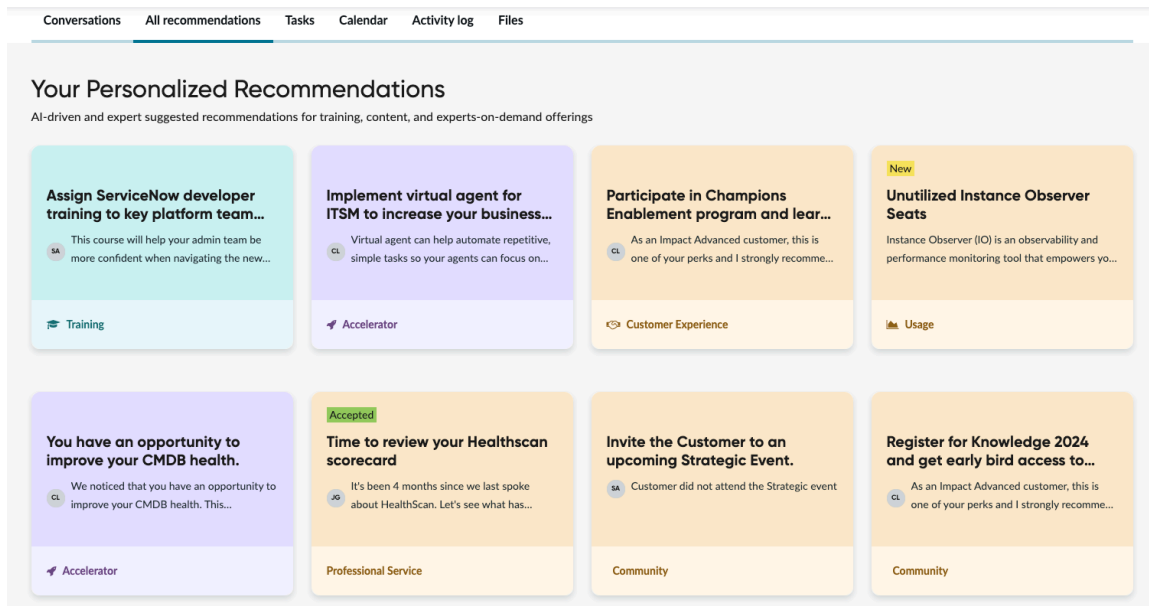 Conversations All recommendations Tasks Calendar Activity log Files
Your Personalized Recommendations
AI-driven and expert suggested recommendations for training, content, and experts-on-demand offerings
Assign ServiceNow developer
training to key platform team...
SA
This course will help your admin team be
more confident when navigating the new...
Training
Implement virtual agent for
ITSM to increase your business...
CL
Virtual agent can help automate repetitive,
simple tasks so your agents can focus on...
Accelerator
Participate in Champions
Enablement program and lear...
CL
As an Impact Advanced customer, this is
one of your perks and I strongly recomme...
Customer Experience
New
Unutilized Instance Observer
Seats
Instance Observer (IO) is an observability and
performance monitoring tool that empowers yo...
Usage
You have an opportunity to
improve your CMDB health.
CL
We noticed that you have an opportunity to
improve your CMDB health. This...
Accelerator
Accepted
Time to review your Healthscan
scorecard
JG
It's been 4 months since we last spoke
about HealthScan. Let's see what has...
Professional Service
Invite the Customer to an
upcoming Strategic Event.
SA
Customer did not attend the Strategic event
Community
Register for Knowledge 2024
and get early bird access to...
CL
As an Impact Advanced customer, this is
one of your perks and I strongly recomme...
Community